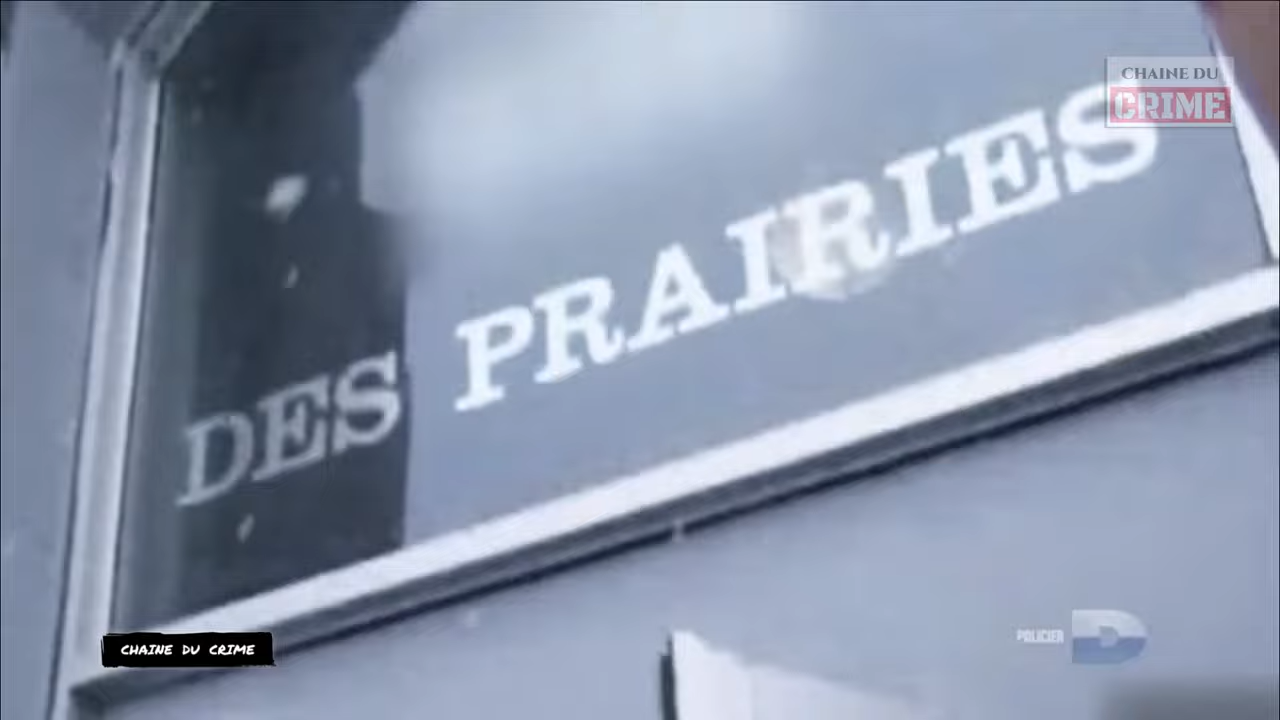 CHAINE DU
CRIME
DES PRAIRIES
CHAINE DU CRIME
POLICIER D